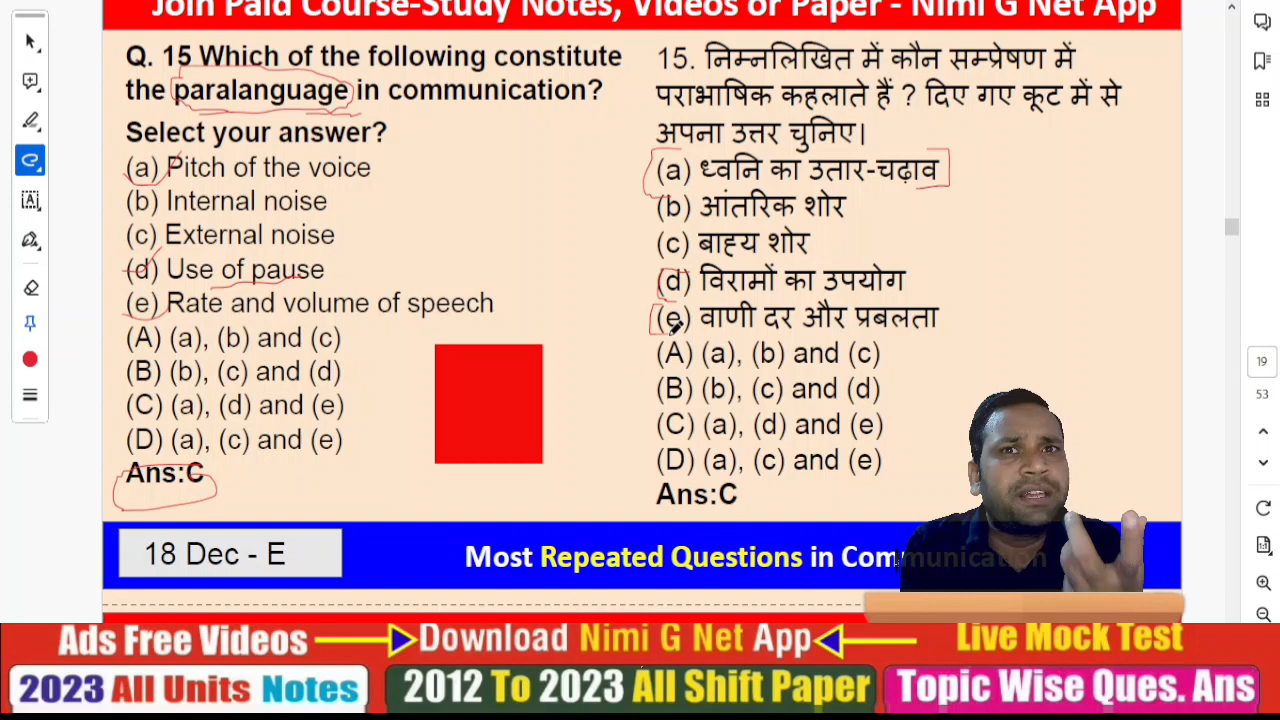 Join Paid Course-Study Notes, Videos or Paper - Nimi G Net App
Q. 15 Which of the following constitute
the paralanguage in communication?
Select your answer?
(a) Pitch of the voice
(b) Internal noise
(c) External noise
(d) Use of pause
(e) Rate and volume of speech
(A) (a), (b) and (c)
(B) (b), (c) and (d)
(C) (a), (d) and (e)
(D) (a), (c) and (e)
Ans:C
15. निम्नलिखित में कौन सम्प्रेषण में
पराभाषिक कहलाते हैं ? दिए गए कूट में से
अपना उत्तर चुनिए।
(a) ध्वनि का उतार-चढ़ाव
(b) आंतरिक शोर
(c) बाह्य शोर
(d) विरामों का उपयोग
(e) वाणी दर और प्रबलता
(A) (a), (b) and (c)
(B) (b), (c) and (d)
(C) (a), (d) and (e)
(D) (a), (c) and (e)
Ans:C
19
53
18 Dec - E
Most Repeated Questions in Communication
Ads Free Videos
Download Nimi G Net App
Live Mock Test
2023 All Units Notes
2012 To 2023 All Shift Paper
Topic Wise Ques. Ans